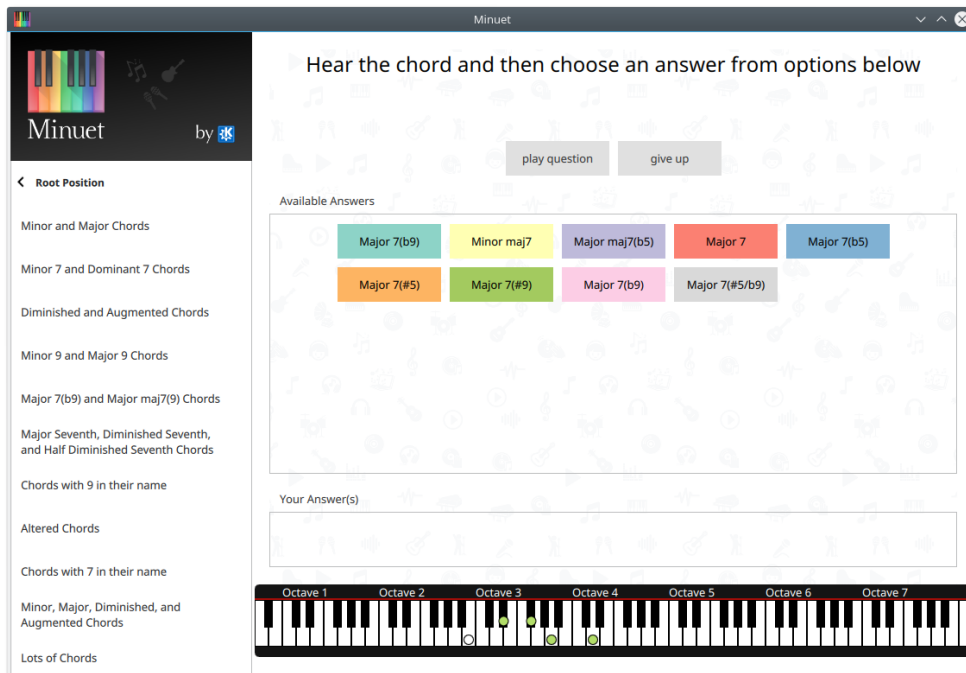 Minuet
Minuet
by
Root Position
Minor and Major Chords
Minor 7 and Dominant 7 Chords
Diminished and Augmented Chords
Minor 9 and Major 9 Chords
Major 7(b9) and Major maj7(9) Chords
Major Seventh, Diminished Seventh,
and Half Diminished Seventh Chords
Chords with 9 in their name
Altered Chords
Chords with 7 in their name
Minor, Major, Diminished, and
Augmented Chords
Lots of Chords
Hear the chord and then choose an answer from options below
play question
give up
Available Answers
Major 7(b9)
Minor maj7
Major maj7(b5)
Major 7
Major 7(b5)
Major 7(#5)
Major 7(#9)
Major 7(b9)
Major 7(#5/b9)
Your Answer(s)
Octave 1
Octave 2
Octave 3
Octave 4
Octave 5
Octave 6
Octave 7